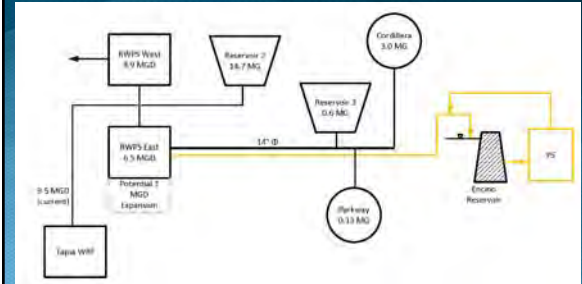 RWPS West
8.9 MGD
Reservoir 2
14.7 MG
Cordillera
3.0 MG
Reservoir 3
0.6 MG
RWPS East
6.5 MGD
14" Φ
PS
Potential 1
MGD
Expansion
Encino
Reservoir
9.5 MGD
(current)
Parkway
0.33 MG
Tapia WRF